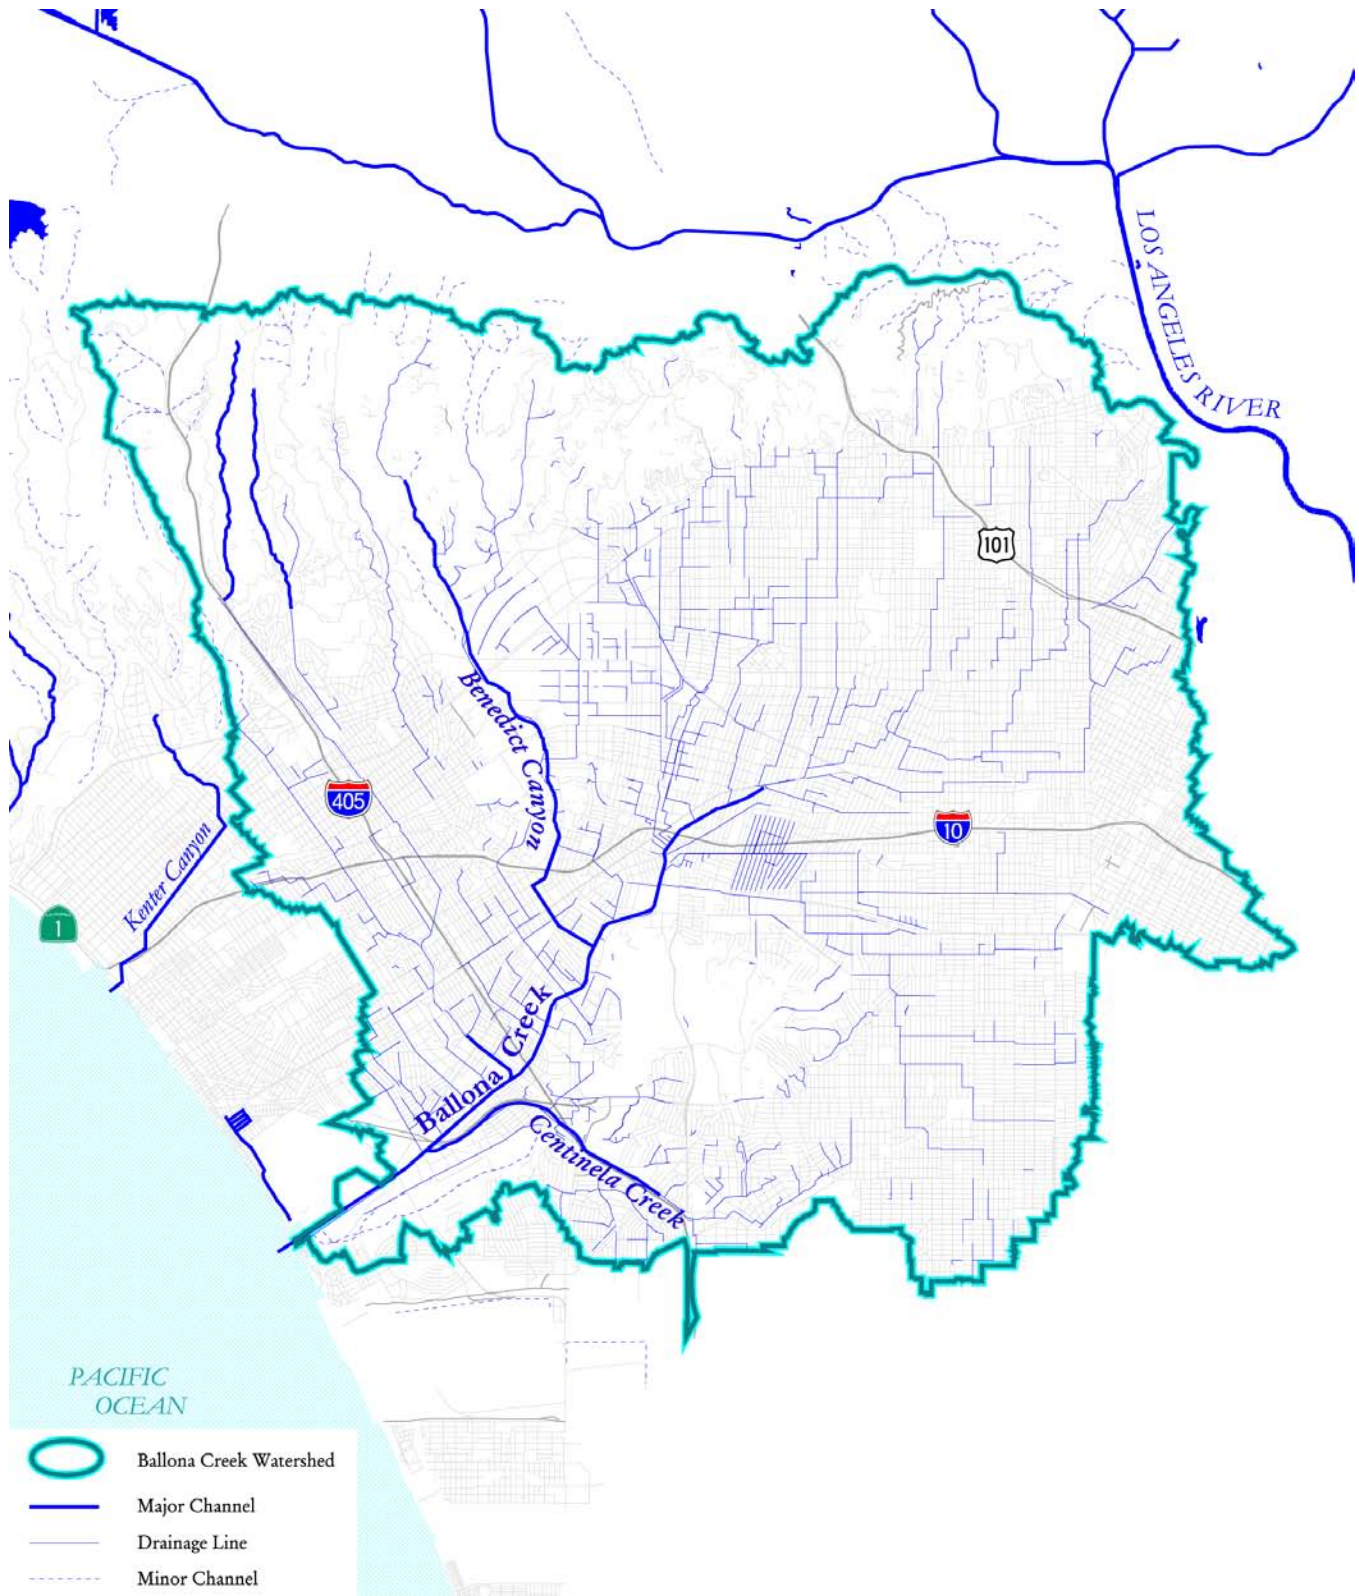 LOS ANGELES RIVER
101
Benedict Canyon
405
10
Kenter Canyon
1
Ballona Creek
Centinela Creek
PACIFIC
OCEAN
Ballona Creek Watershed
Major Channel
Drainage Line
Minor Channel